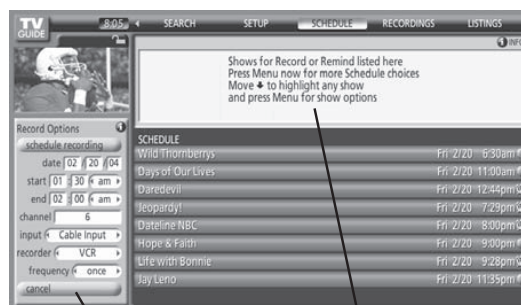 TV GUIDE
8:05
SEARCH
SETUP
SCHEDULE
RECORDINGS
LISTINGS
INFO
Shows for Record or Remind listed here
Press Menu now for more Schedule choices
Move to highlight any show
and press Menu for show options
Record Options
schedule recording
date 02 / 20 / 04
start 01 : 30 am
end 02 : 00 am
channel 6
input Cable Input
recorder VCR
frequency once
cancel
SCHEDULE
Wild Thornberrys Fri 2/20 6:30am
Days of Our Lives Fri 2/20 11:00am
Daredevil Fri 2/20 12:44pm
Jeopardy! Fri 2/20 7:29pm
Dateline NBC Fri 2/20 8:00pm
Hope & Faith Fri 2/20 9:00pm
Life with Bonnie Fri 2/20 9:28pm
Jay Leno Fri 2/20 11:35pm